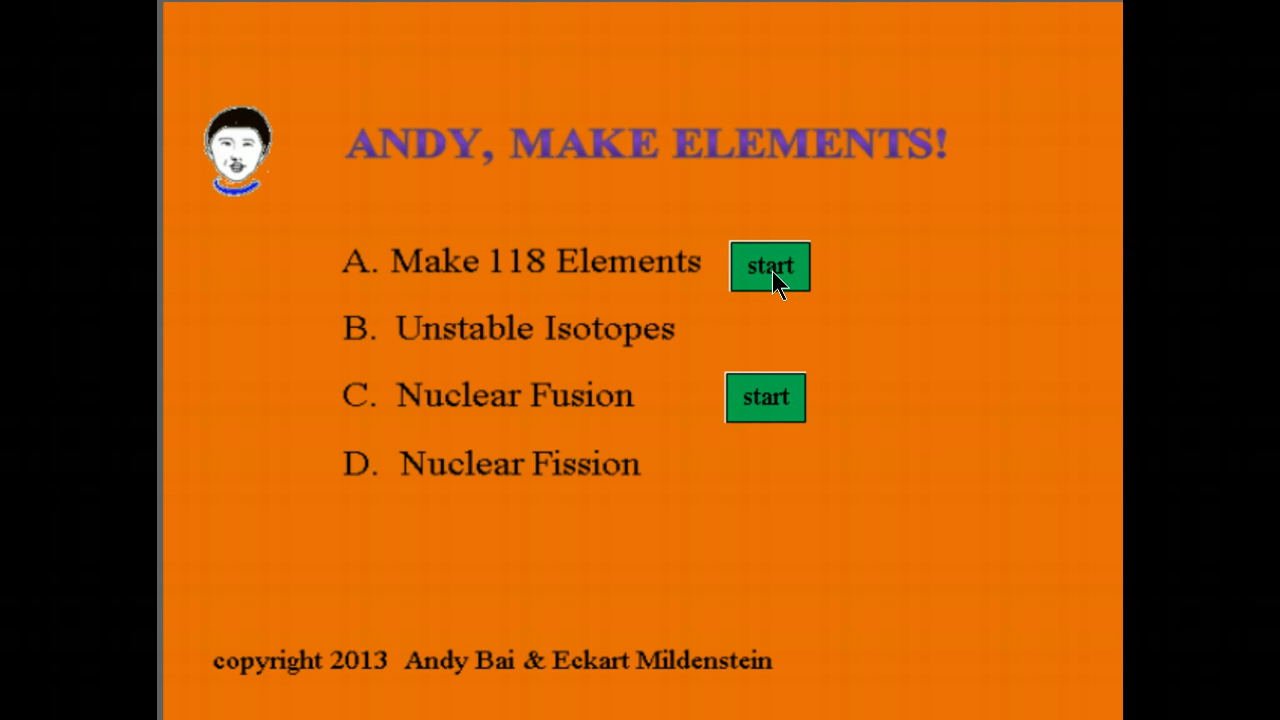 ANDY, MAKE ELEMENTS!
A. Make 118 Elements start
B. Unstable Isotopes
C. Nuclear Fusion start
D. Nuclear Fission
copyright 2013 Andy Bai & Eckart Mildenstein